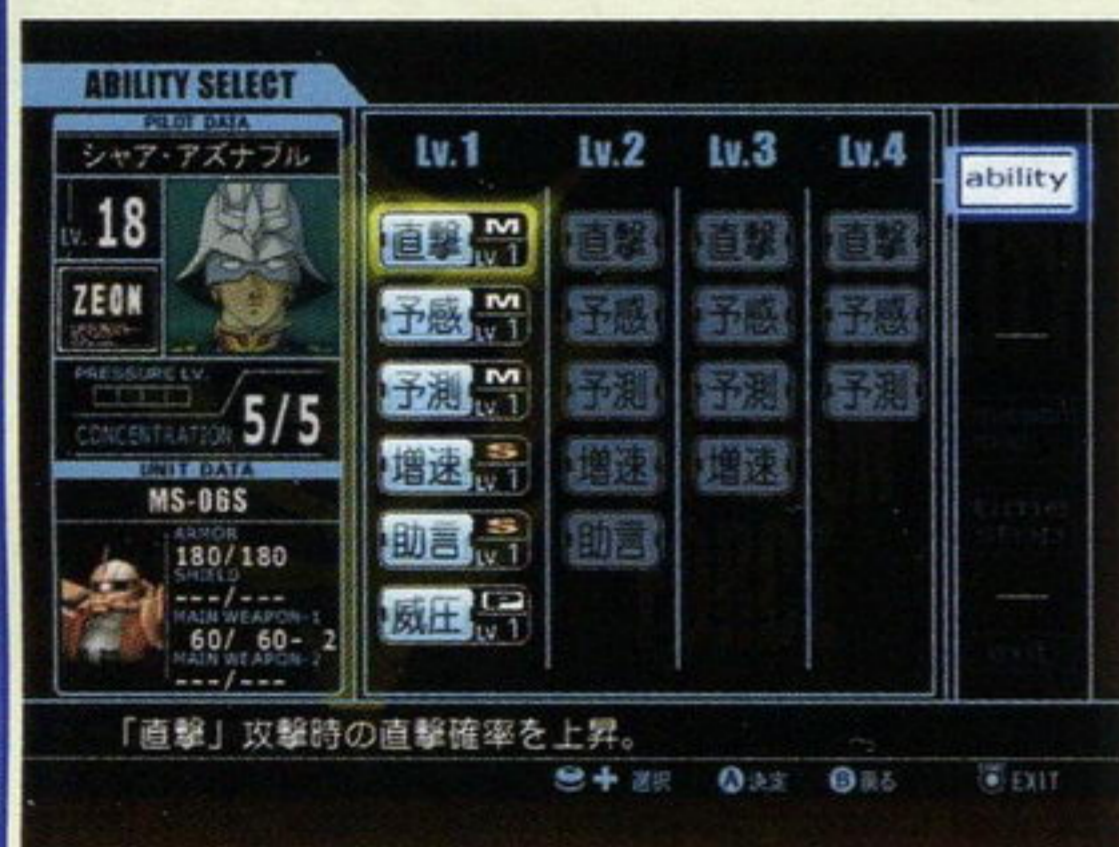 ABILITY SELECT
PILOT DATA
シャア・アズナブル
LV. 18
ZEON
PRESSURE LV.
CONCENTRATION 5/5
UNIT DATA
MS-06S
ARMOR
180/180
SHIELD
---/---
MAIN WEAPON-1
60/ 60- 2
MAIN WEAPON-2
---/---
Lv.1 Lv.2 Lv.3 Lv.4
直撃 M Lv 1 直撃 直撃 直撃
予感 M Lv 1 予感 予感 予感
予測 M Lv 1 予測 予測 予測
増速 S Lv 1 増速 増速
助言 S Lv 1 助言
威圧 P Lv 1
ability
exit
「直撃」攻撃時の直撃確率を上昇。
選択 A 決定 B 戻る EXIT